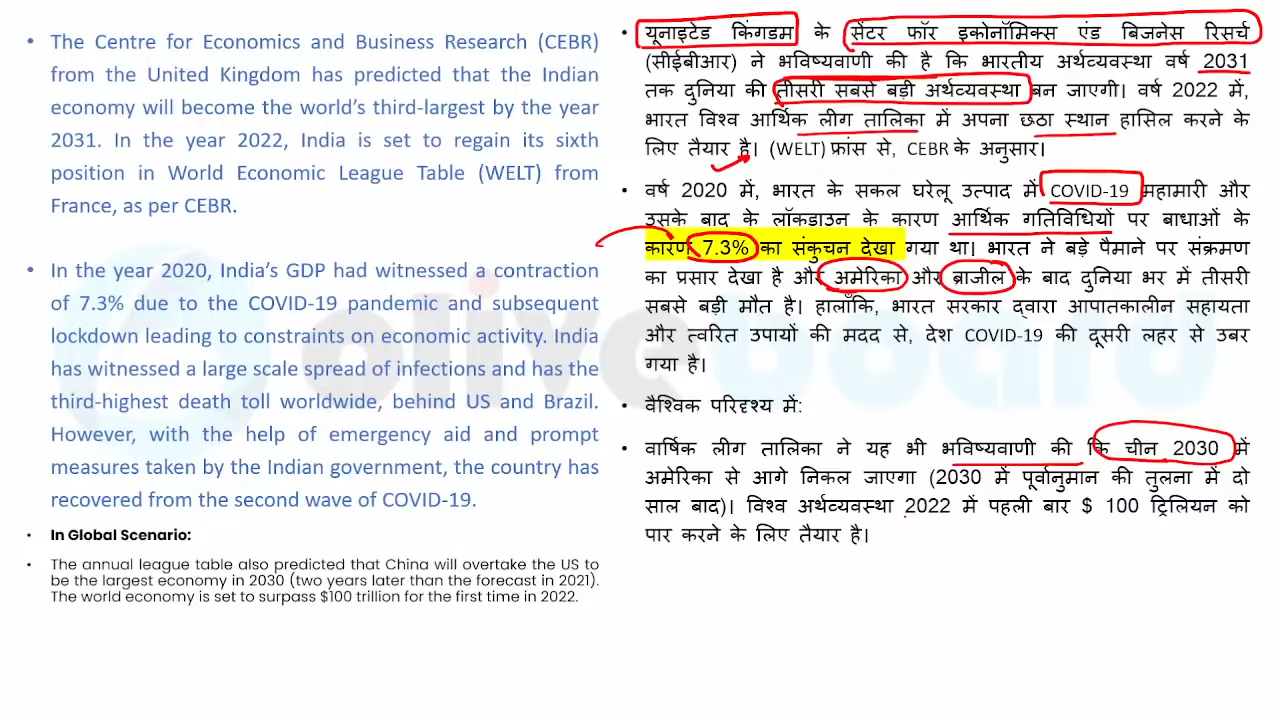 • The Centre for Economics and Business Research (CEBR)
from the United Kingdom has predicted that the Indian
economy will become the world's third-largest by the year
2031. In the year 2022, India is set to regain its sixth
position in World Economic League Table (WELT) from
France, as per CEBR.
• In the year 2020, India's GDP had witnessed a contraction
of 7.3% due to the COVID-19 pandemic and subsequent
lockdown leading to constraints on economic activity. India
has witnessed a large scale spread of infections and has the
third-highest death toll worldwide, behind US and Brazil.
However, with the help of emergency aid and prompt
measures taken by the Indian government, the country has
recovered from the second wave of COVID-19.
• In Global Scenario:
• The annual league table also predicted that China will overtake the US to
be the largest economy in 2030 (two years later than the forecast in 2021).
The world economy is set to surpass $100 trillion for the first time in 2022.
• यूनाइटेड किंगडम के सेंटर फॉर इकोनॉमिक्स एंड बिजनेस रिसर्च
(सीईबीआर) ने भविष्यवाणी की है कि भारतीय अर्थव्यवस्था वर्ष 2031
तक दुनिया की तीसरी सबसे बड़ी अर्थव्यवस्था बन जाएगी। वर्ष 2022 में,
भारत विश्व आर्थिक लीग तालिका में अपना छठा स्थान हासिल करने के
लिए तैयार है। (WELT) फ्रांस से, CEBR के अनुसार।
• वर्ष 2020 में, भारत के सकल घरेलू उत्पाद में COVID-19 महामारी और
उसके बाद के लॉकडाउन के कारण आर्थिक गतिविधियों पर बाधाओं के
कारण 7.3% का संकुचन देखा गया था। भारत ने बड़े पैमाने पर संक्रमण
का प्रसार देखा है और अमेरिका और ब्राजील के बाद दुनिया भर में तीसरी
सबसे बड़ी मौत है। हालाँकि, भारत सरकार द्वारा आपातकालीन सहायता
और त्वरित उपायों की मदद से, देश COVID-19 की दूसरी लहर से उबर
गया है।
• वैश्विक परिदृश्य में:
• वार्षिक लीग तालिका ने यह भी भविष्यवाणी की कि चीन 2030 में
अमेरिका से आगे निकल जाएगा (2030 में पूर्वानुमान की तुलना में दो
साल बाद)। विश्व अर्थव्यवस्था 2022 में पहली बार $ 100 ट्रिलियन को
पार करने के लिए तैयार है।
oliveboard